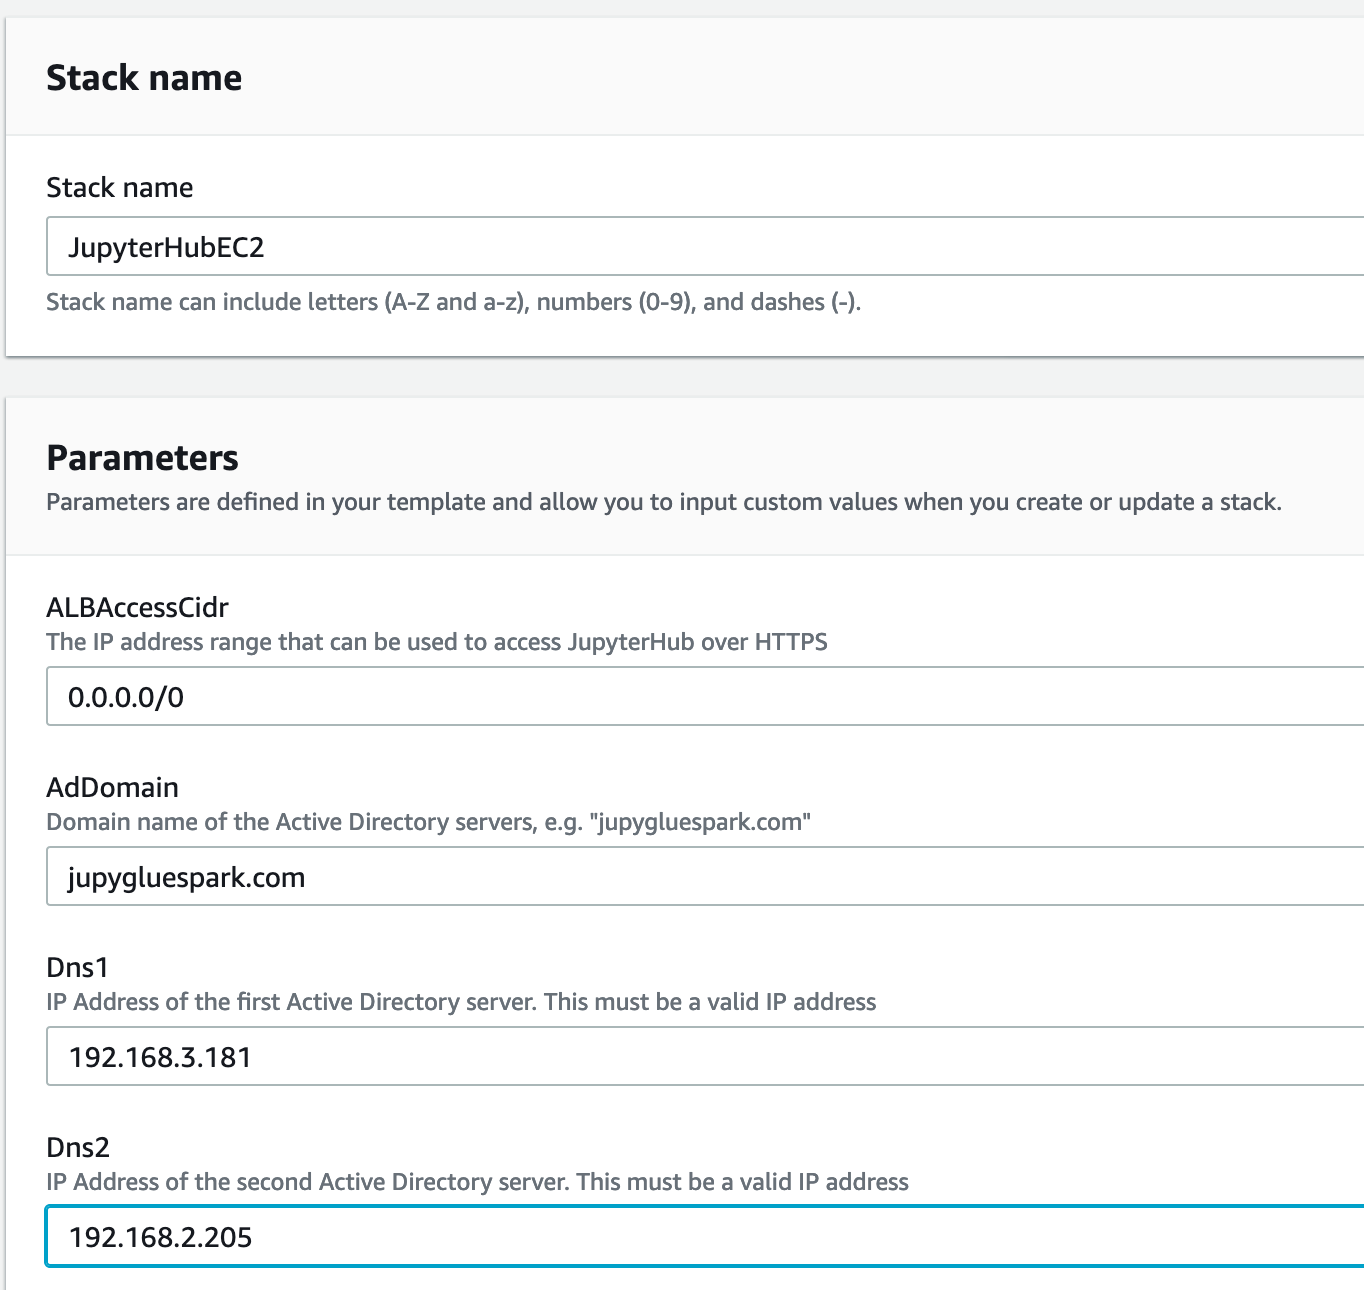 Stack name
Stack name
JupyterHubEC2
Stack name can include letters (A-Z and a-z), numbers (0-9), and dashes (-).
Parameters
Parameters are defined in your template and allow you to input custom values when you create or update a stack.
ALBAccessCidr
The IP address range that can be used to access JupyterHub over HTTPS
0.0.0.0/0
AdDomain
Domain name of the Active Directory servers, e.g. "jupygluespark.com"
jupygluespark.com
Dns1
IP Address of the first Active Directory server. This must be a valid IP address
192.168.3.181
Dns2
IP Address of the second Active Directory server. This must be a valid IP address
192.168.2.205